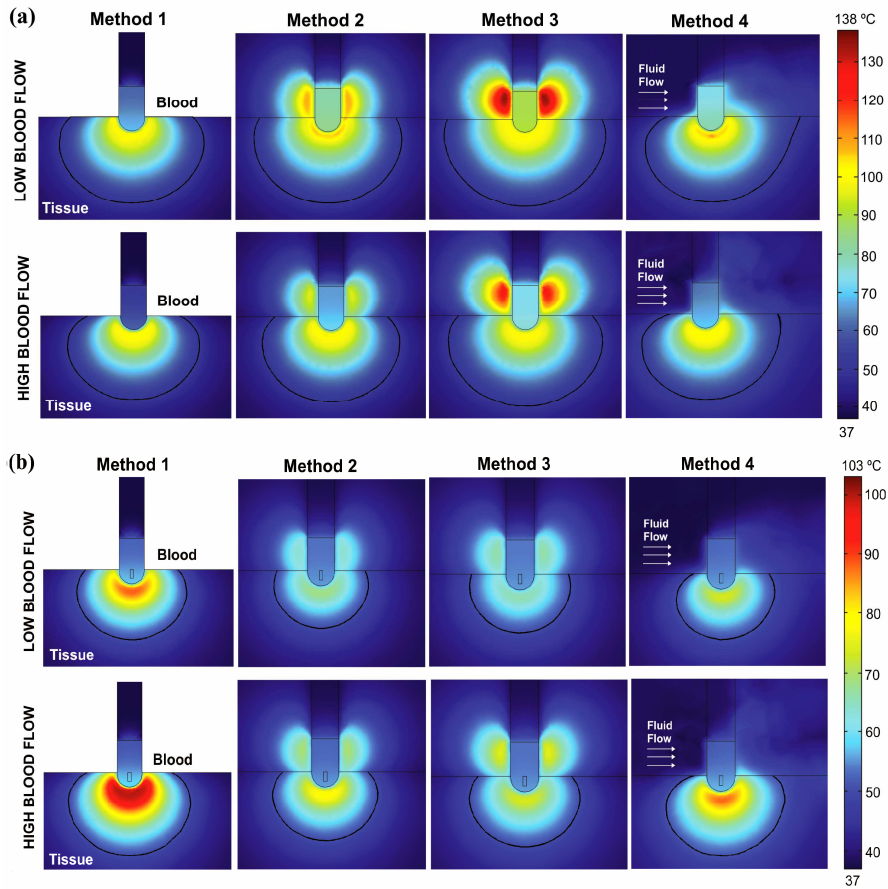 (a)
Method 1
Method 2
Method 3
Method 4
138 ºC
LOW BLOOD FLOW
Blood
Tissue
Fluid
Flow
HIGH BLOOD FLOW
Blood
Tissue
Fluid
Flow
130
120
110
100
90
80
70
60
50
40
37
(b)
Method 1
Method 2
Method 3
Method 4
103 ºC
LOW BLOOD FLOW
Blood
Tissue
Fluid
Flow
HIGH BLOOD FLOW
Blood
Tissue
Fluid
Flow
100
90
80
70
60
50
40
37